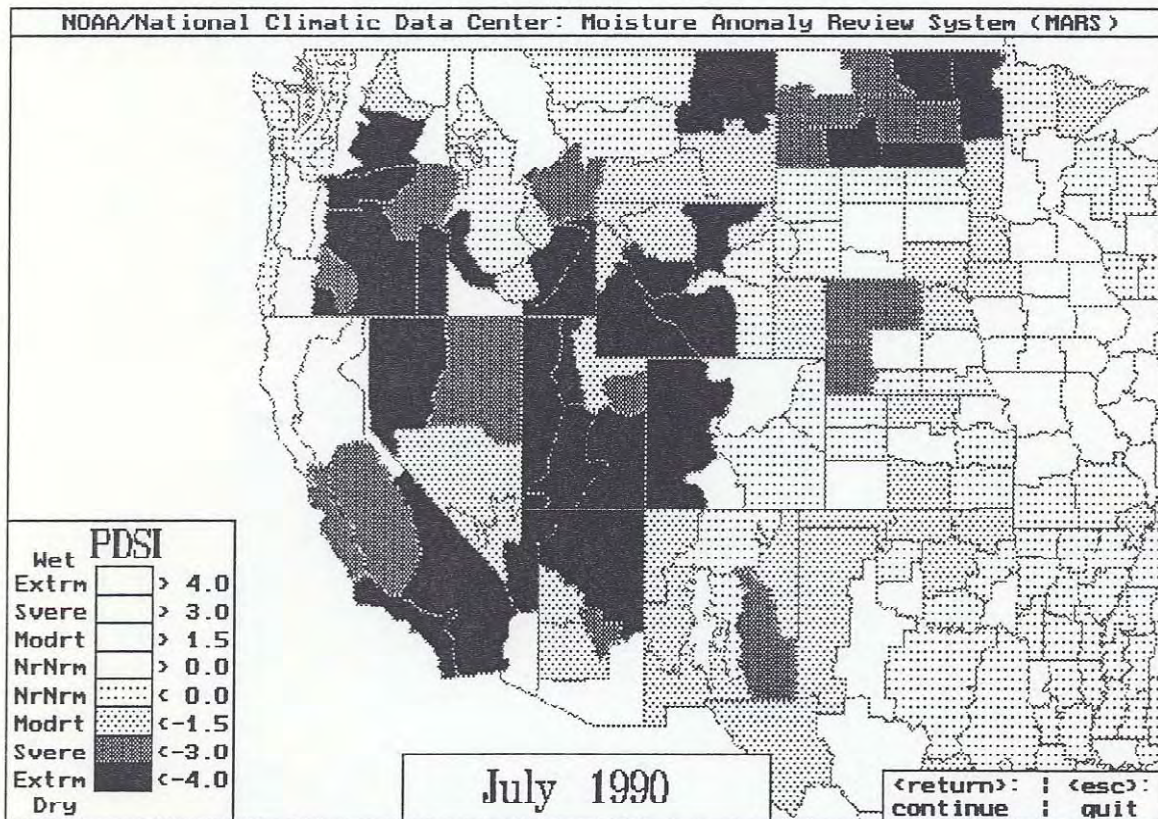 NOAA/National Climatic Data Center: Moisture Anomaly Review System (MARS)
PDSI
Wet
Extrm > 4.0
Svere > 3.0
Modrt > 1.5
NrNrm > 0.0
NrNrm < 0.0
Modrt <-1.5
Svere <-3.0
Extrm <-4.0
Dry
July 1990
<return>: ¦ <esc>:
continue ¦ quit